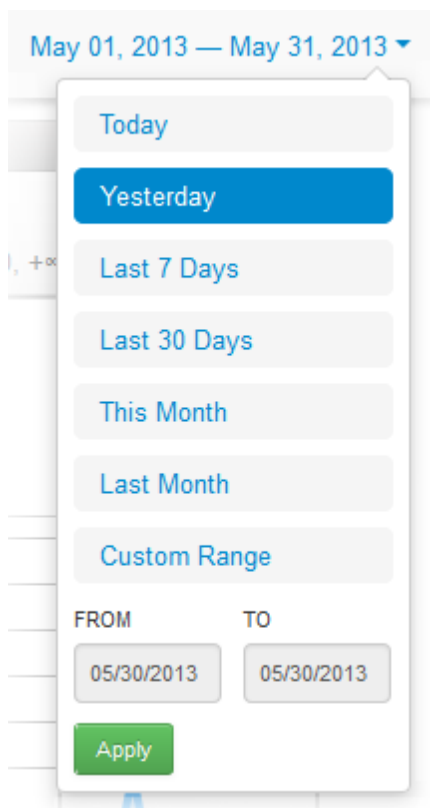 May 01, 2013 — May 31, 2013
Today
Yesterday
, +∞
Last 7 Days
Last 30 Days
This Month
Last Month
Custom Range
FROM TO
05/30/2013 05/30/2013
Apply